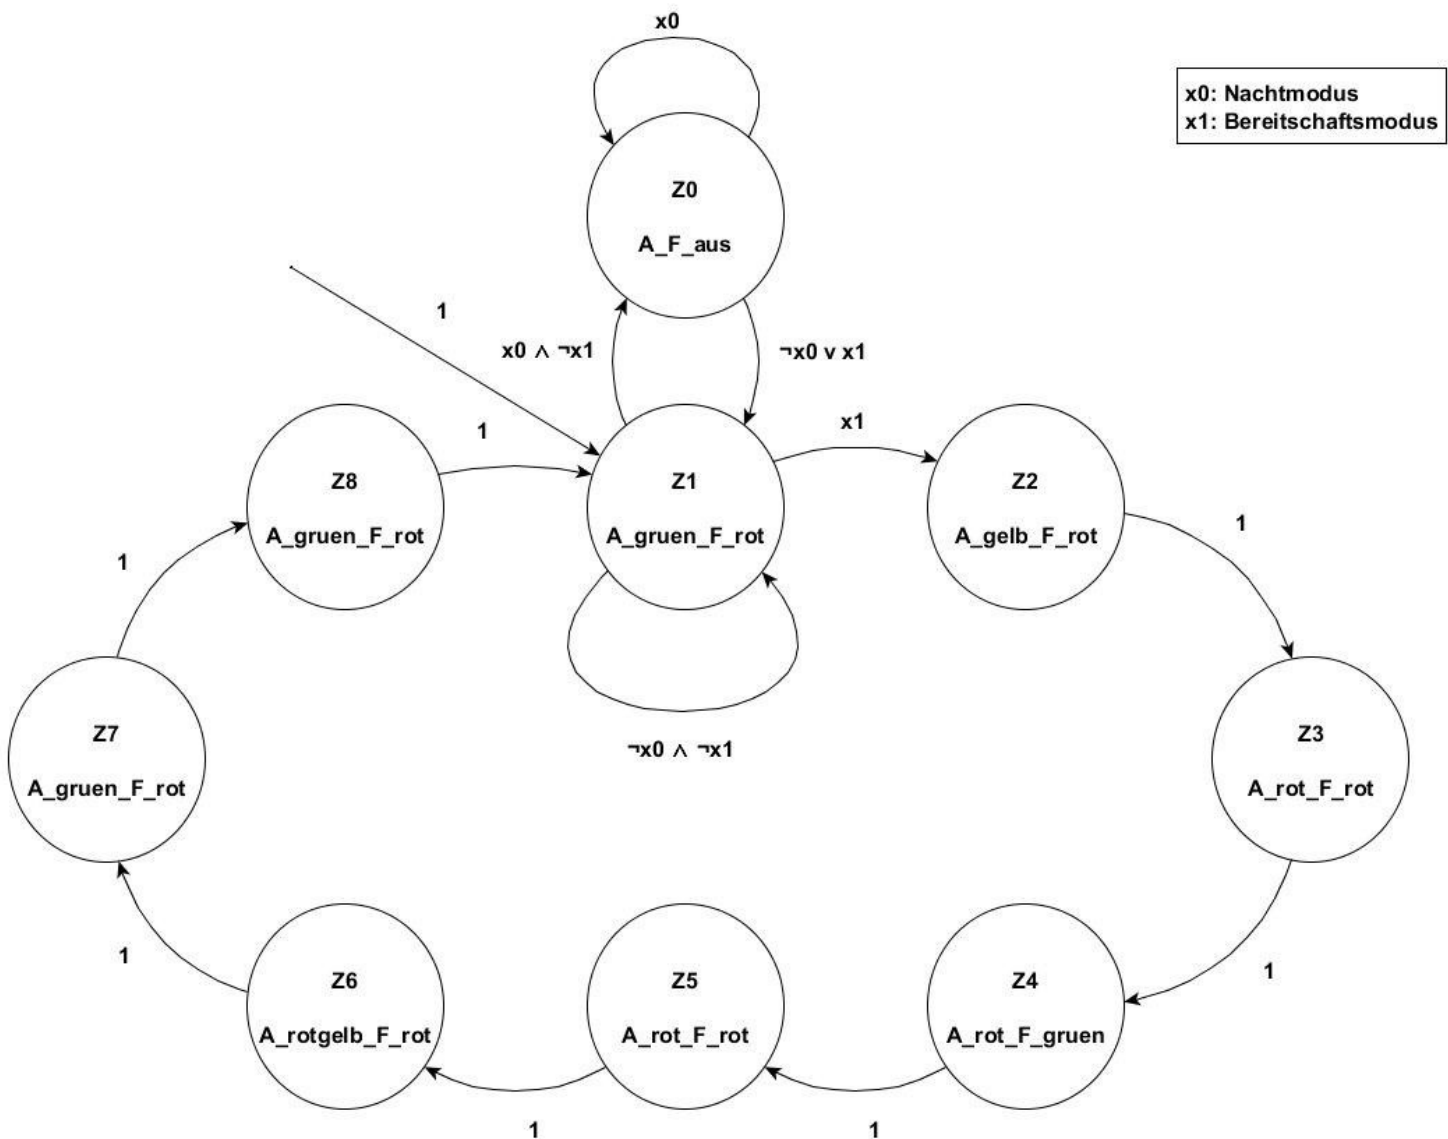 x0
x0: Nachtmodus
x1: Bereitschaftsmodus
Z0
A_F_aus
1
x0 ∧ ¬x1
¬x0 v x1
1
x1
Z8
A_gruen_F_rot
Z1
A_gruen_F_rot
Z2
A_gelb_F_rot
1
1
¬x0 ∧ ¬x1
Z7
A_gruen_F_rot
Z3
A_rot_F_rot
1
1
Z6
A_rotgelb_F_rot
Z5
A_rot_F_rot
Z4
A_rot_F_gruen
1
1